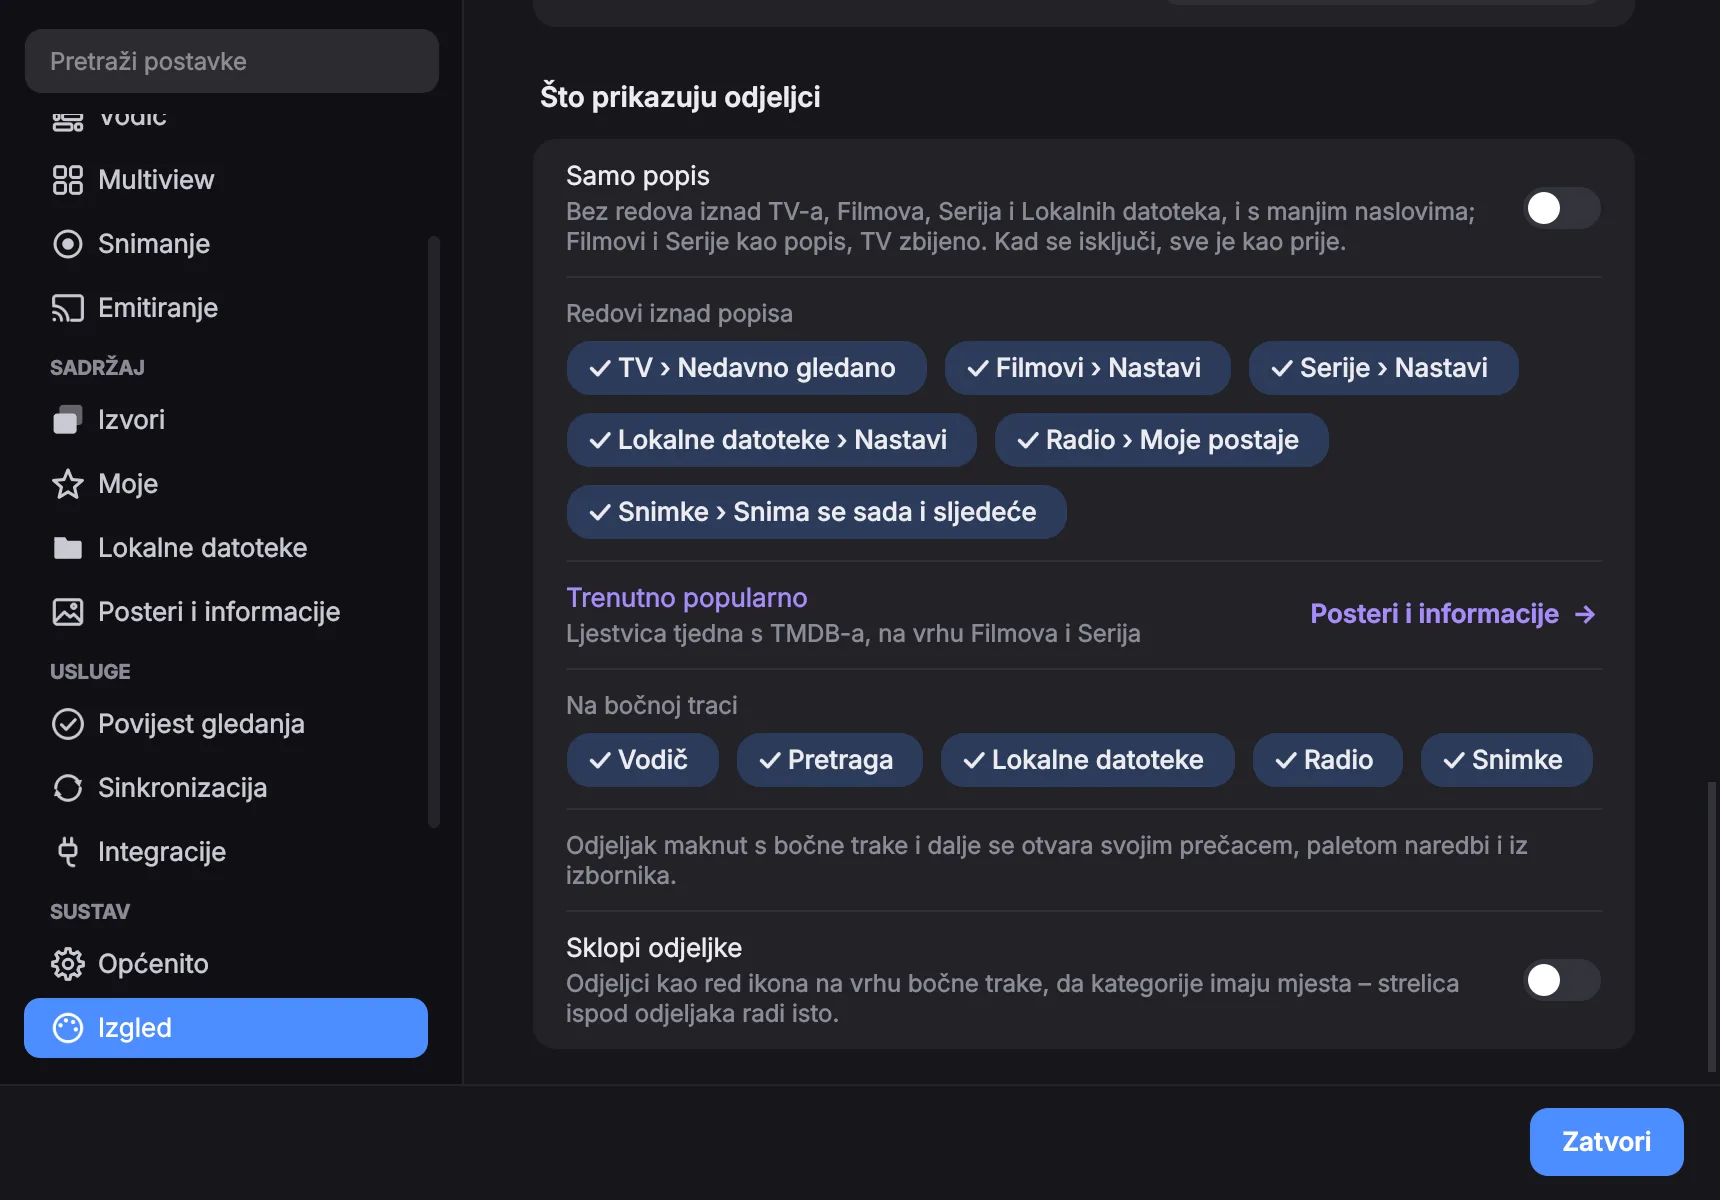 Pretraži postavke
Vodič
Multiview
Snimanje
Emitiranje
SADRŽAJ
Izvori
Moje
Lokalne datoteke
Posteri i informacije
USLUGE
Povijest gledanja
Sinkronizacija
Integracije
SUSTAV
Općenito
Izgled
Što prikazuju odjeljci
Samo popis
Bez redova iznad TV-a, Filmova, Serija i Lokalnih datoteka, i s manjim naslovima;
Filmovi i Serije kao popis, TV zbijeno. Kad se isključi, sve je kao prije.
Redovi iznad popisa
✓ TV › Nedavno gledano
✓ Filmovi › Nastavi
✓ Serije › Nastavi
✓ Lokalne datoteke › Nastavi
✓ Radio › Moje postaje
✓ Snimke › Snima se sada i sljedeće
Trenutno popularno
Ljestvica tjedna s TMDB-a, na vrhu Filmova i Serija
Posteri i informacije →
Na bočnoj traci
✓ Vodič
✓ Pretraga
✓ Lokalne datoteke
✓ Radio
✓ Snimke
Odjeljak maknut s bočne trake i dalje se otvara svojim prečacem, paletom naredbi i iz
izbornika.
Sklopi odjeljke
Odjeljci kao red ikona na vrhu bočne trake, da kategorije imaju mjesta – strelica
ispod odjeljaka radi isto.
Zatvori